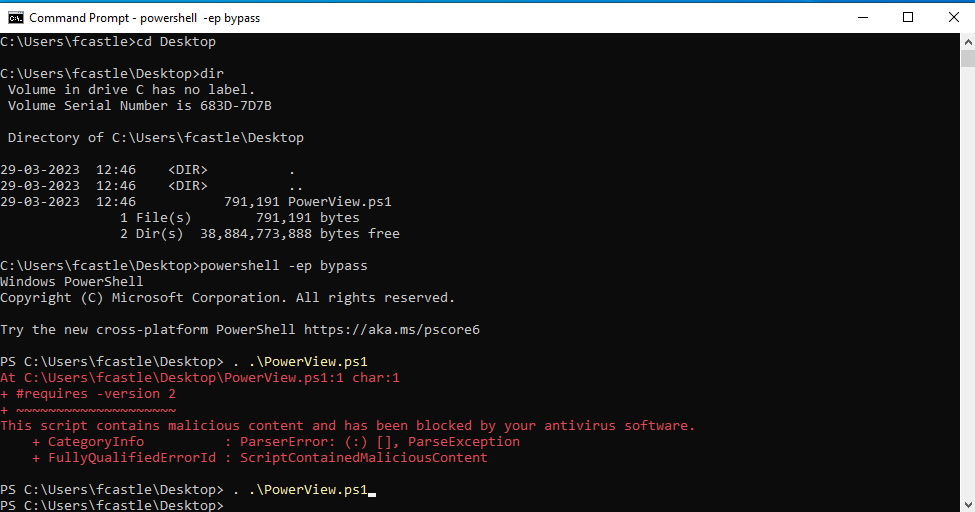 Command Prompt - powershell -ep bypass
C:\Users\fcastle>cd Desktop
C:\Users\fcastle\Desktop>dir
Volume in drive C has no label.
Volume Serial Number is 683D-7D7B
Directory of C:\Users\fcastle\Desktop
29-03-2023  12:46    <DIR>          .
29-03-2023  12:46    <DIR>          ..
29-03-2023  12:46           791,191 PowerView.ps1
1 File(s)        791,191 bytes
2 Dir(s)  38,884,773,888 bytes free
C:\Users\fcastle\Desktop>powershell -ep bypass
Windows PowerShell
Copyright (C) Microsoft Corporation. All rights reserved.
Try the new cross-platform PowerShell https://aka.ms/pscore6
PS C:\Users\fcastle\Desktop> . .\PowerView.ps1
At C:\Users\fcastle\Desktop\PowerView.ps1:1 char:1
+ #requires -version 2
+ ~~~~~~~~~~~~~~~~~~~~
This script contains malicious content and has been blocked by your antivirus software.
+ CategoryInfo          : ParserError: (:) [], ParseException
+ FullyQualifiedErrorId : ScriptContainedMaliciousContent
PS C:\Users\fcastle\Desktop> . .\PowerView.ps1
PS C:\Users\fcastle\Desktop>